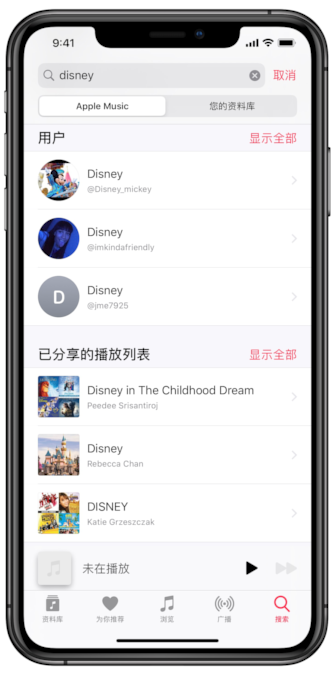 9:41
disney
取消
Apple Music
您的资料库
用户
显示全部
Disney
@Disney_mickey
Disney
@imkindafriendly
D
Disney
@jme7925
已分享的播放列表
显示全部
Disney in The Childhood Dream
Peedee Srisantiroj
Disney
Rebecca Chan
DISNEY
Katie Grzeszczak
未在播放
资料库
为你推荐
浏览
广播
搜索